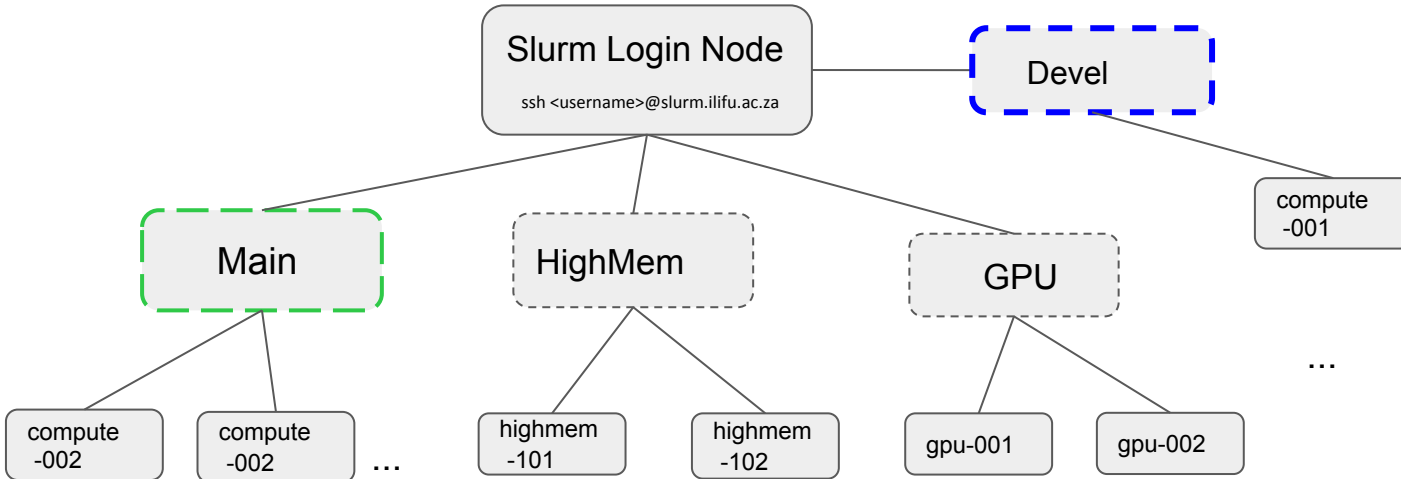 Slurm Login Node
ssh <username>@slurm.ilifu.ac.za
Devel
compute
-001
Main
HighMem
GPU
...
compute
-002
compute
-002
...
highmem
-101
highmem
-102
gpu-001
gpu-002